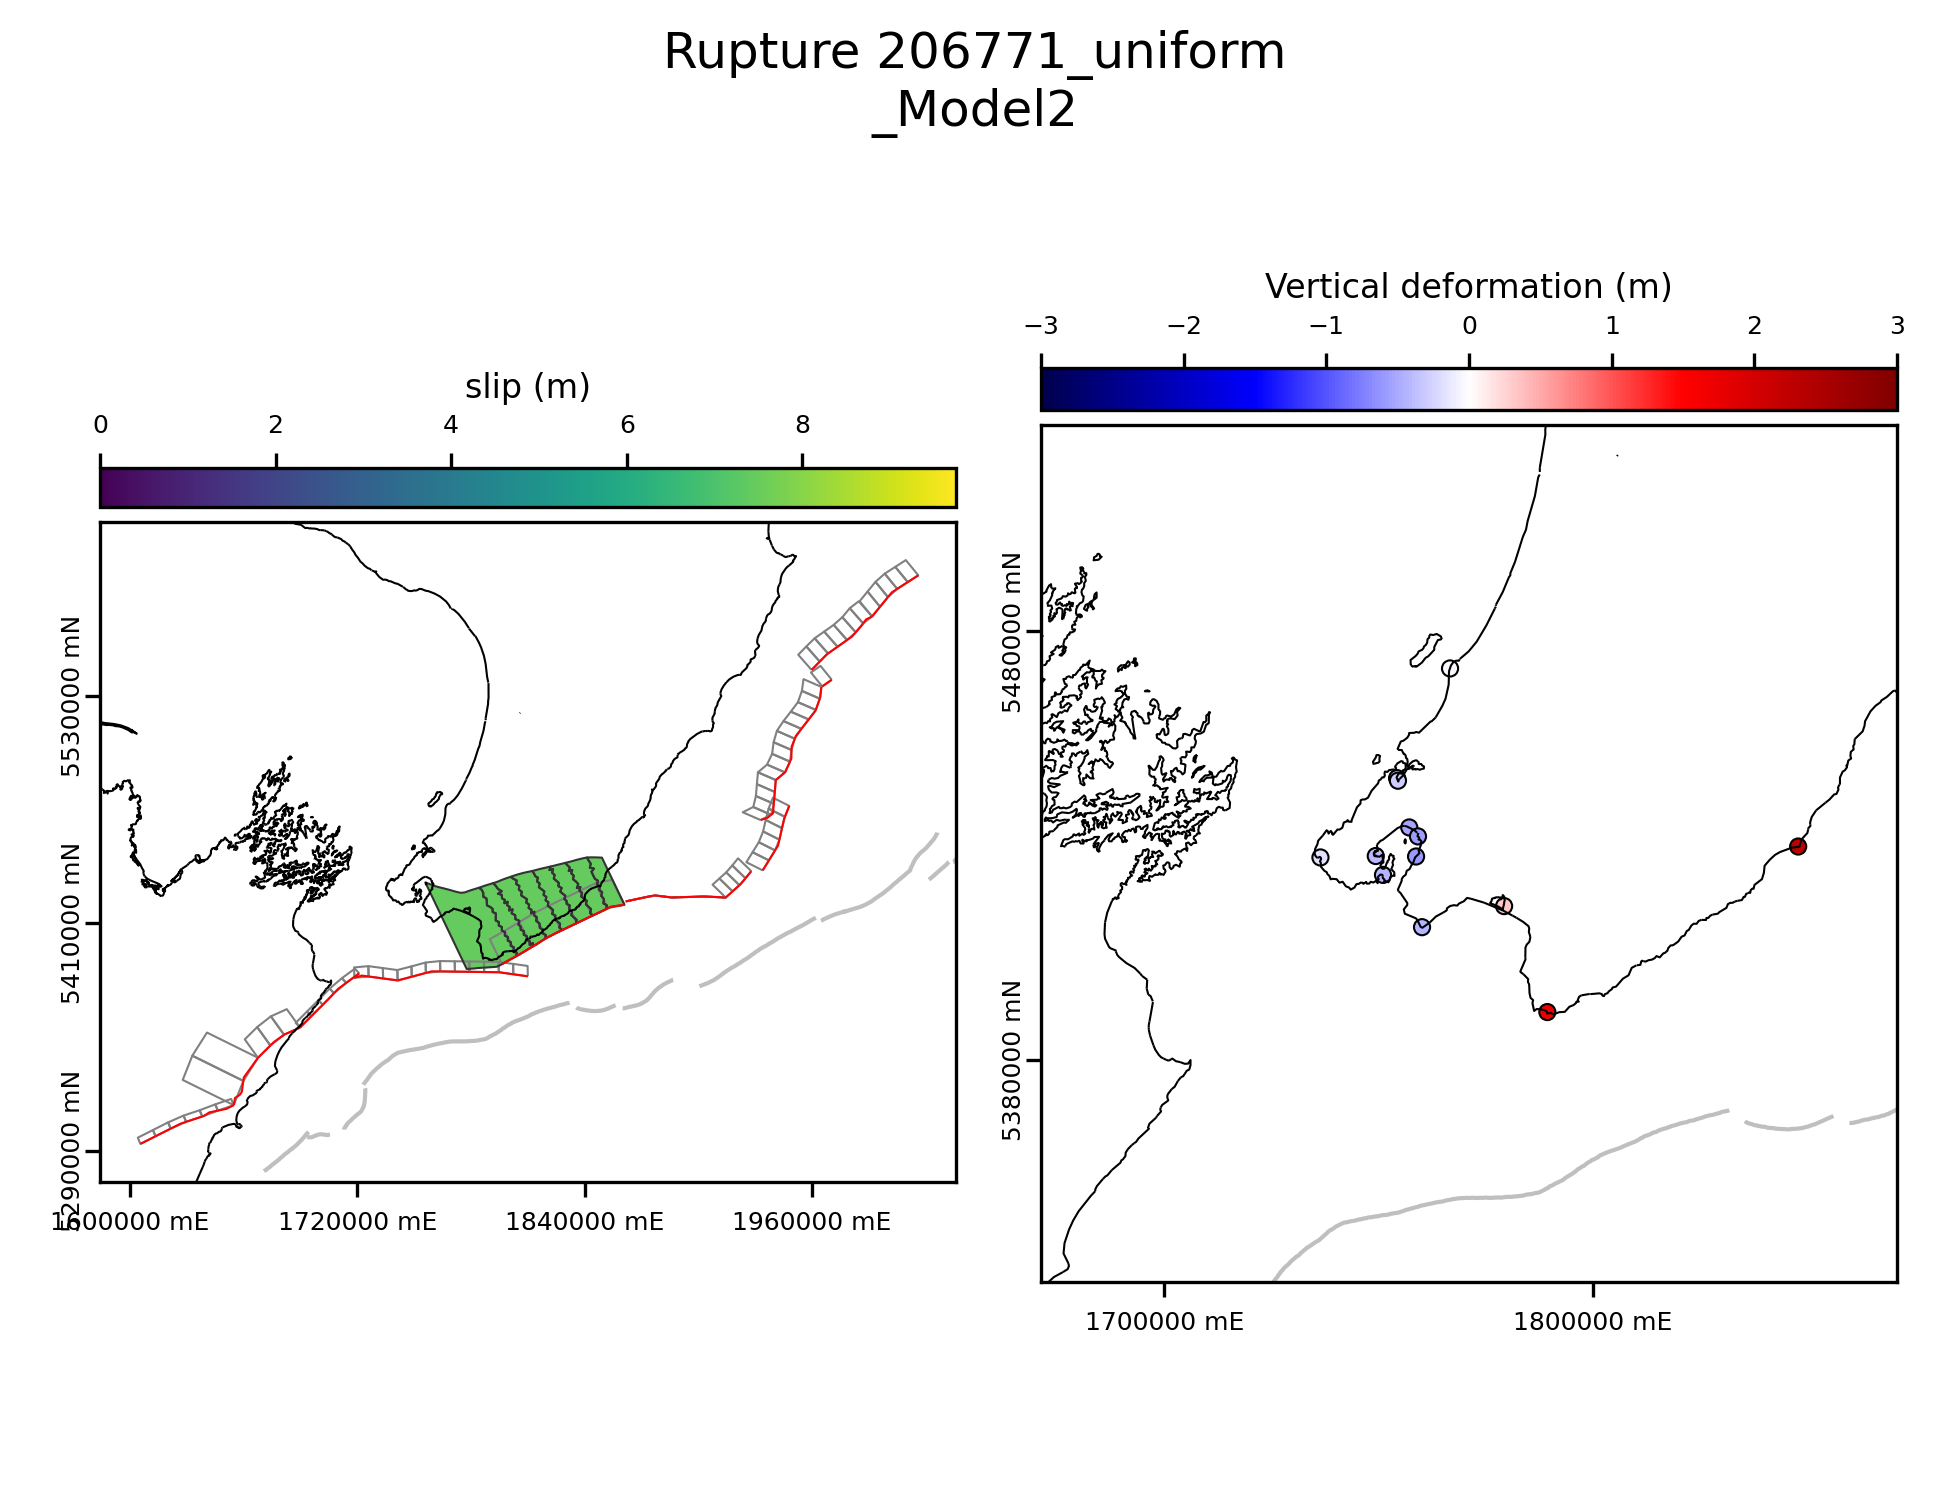 Rupture 206771_uniform
_Model2
slip (m)
0 2 4 6 8
5530000 mN
5410000 mN
5290000 mN
1600000 mE 1720000 mE 1840000 mE 1960000 mE
Vertical deformation (m)
−3 −2 −1 0 1 2 3
5480000 mN
5380000 mN
1700000 mE 1800000 mE